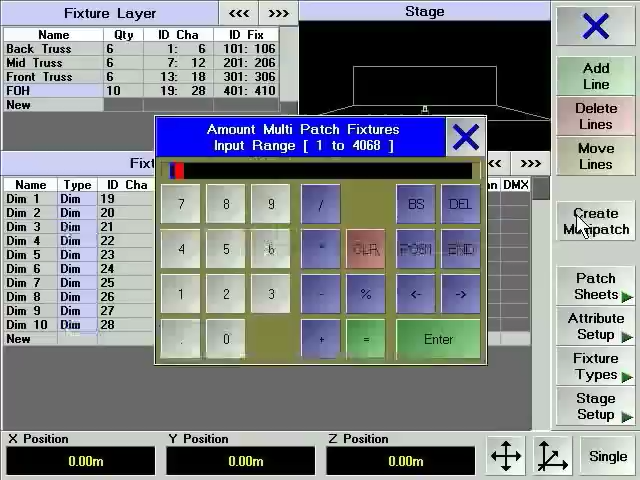 Fixture Layer <<< >>>
Stage
Name Qty ID Cha ID Fix
Back Truss 6 1: 6 101: 106
Mid Truss 6 7: 12 201: 206
Front Truss 6 13: 18 301: 306
FOH 10 19: 28 401: 410
New
Add Line
Delete Lines
Move Lines
Create Multipatch
Patch Sheets
Attribute Setup
Fixture Types
Stage Setup
Amount Multi Patch Fixtures
Input Range [ 1 to 4068 ]
7 8 9 / BS DEL
4 5 6 * CLR POS1 END
1 2 3 - % <- ->
. 0 + = Enter
Fixt << >>>
Name Type ID Cha DMX
Dim 1 Dim 19
Dim 2 Dim 20
Dim 3 Dim 21
Dim 4 Dim 22
Dim 5 Dim 23
Dim 6 Dim 24
Dim 7 Dim 25
Dim 8 Dim 26
Dim 9 Dim 27
Dim 10 Dim 28
New
X Position Y Position Z Position
0.00m 0.00m 0.00m
Single